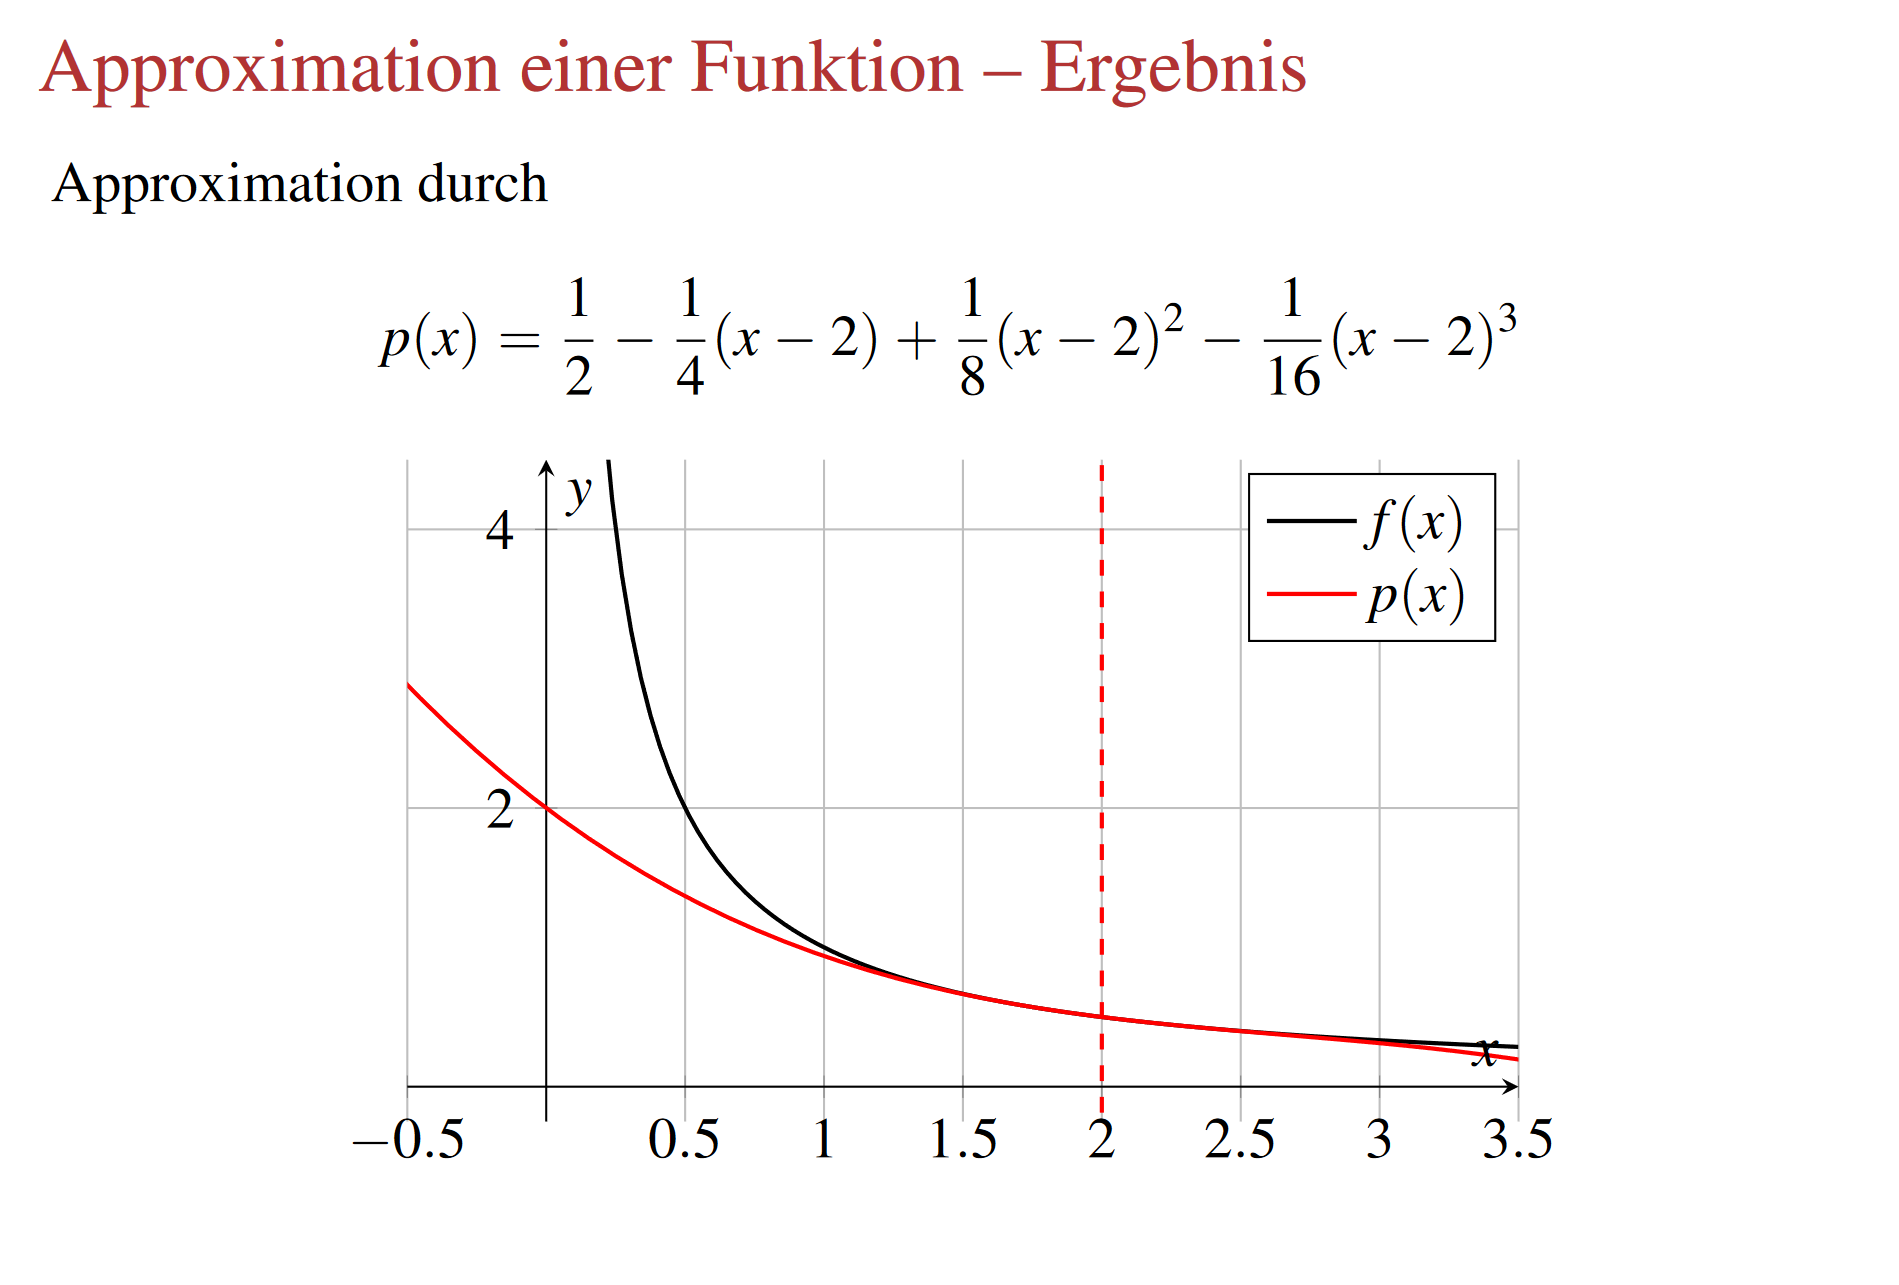 Approximation einer Funktion – Ergebnis
Approximation durch
p(x) = 1/2 − 1/4(x − 2) + 1/8(x − 2)² − 1/16(x − 2)³
y
4
2
f(x)
p(x)
x
−0.5 0.5 1 1.5 2 2.5 3 3.5